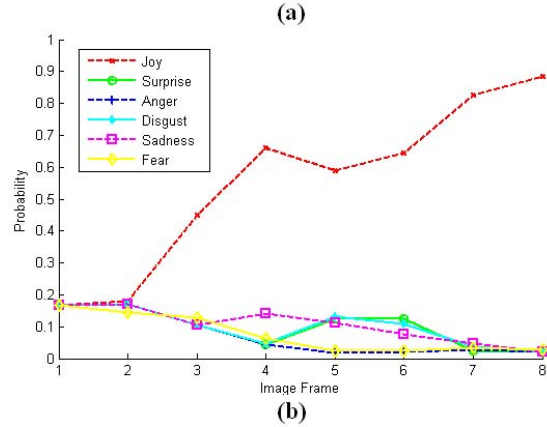 (a)
1
0.9
0.8
0.7
0.6
0.5
0.4
0.3
0.2
0.1
0
Probability
Joy
Surprise
Anger
Disgust
Sadness
Fear
1 2 3 4 5 6 7 8
Image Frame
(b)